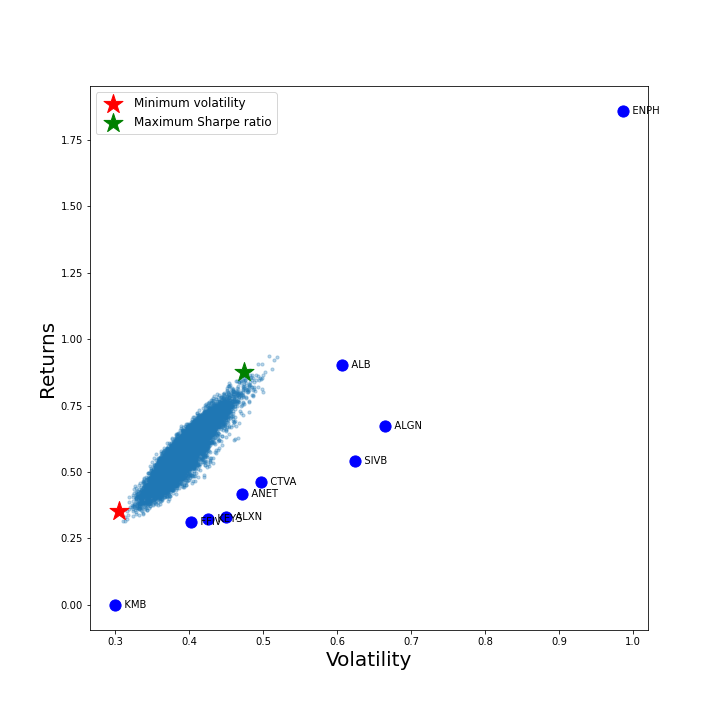 Minimum volatility
Maximum Sharpe ratio
ENPH
1.75
1.50
1.25
1.00
ALB
0.75
ALGN
SIVB
0.50
CTVA
ANET
ALXN
0.25
0.00
KMB
0.3
0.4
0.5
0.6
0.7
0.8
0.9
1.0
Volatility
Returns